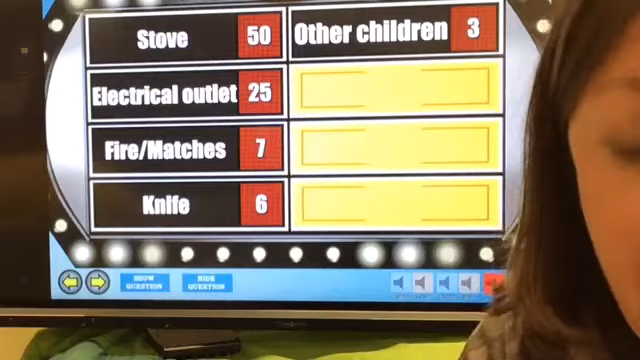 Stove 50
Other children 3
Electrical outlet 25
Fire/Matches 7
Knife 6
SHOW
QUESTION
HIDE
QUESTION